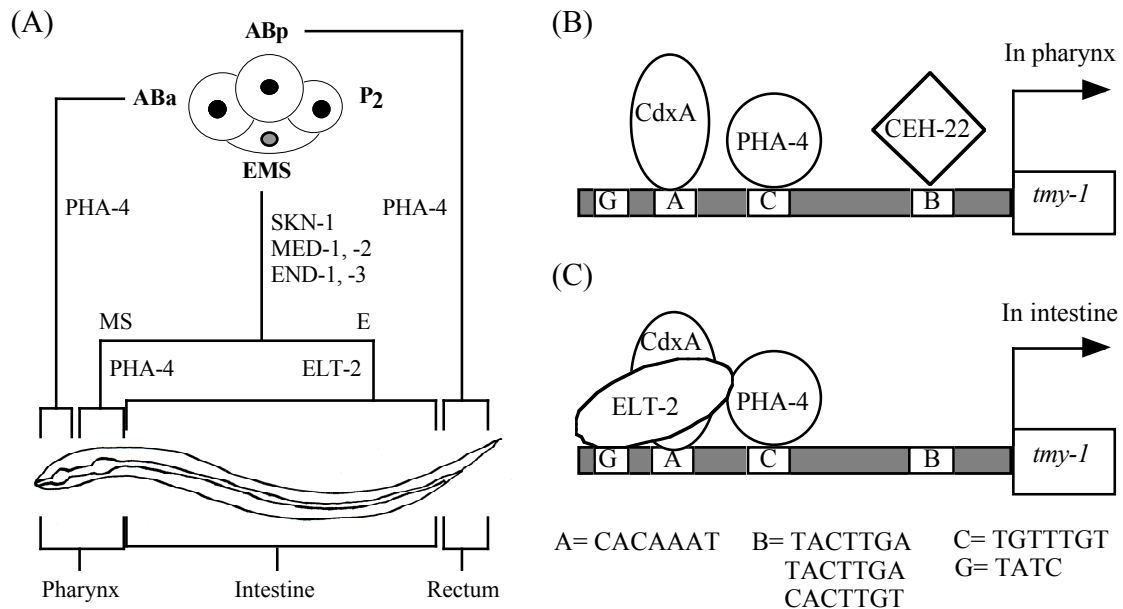 (A)
ABp
ABa
P2
EMS
PHA-4
PHA-4
SKN-1
MED-1, -2
END-1, -3
MS
E
PHA-4
ELT-2
Pharynx
Intestine
Rectum
(B)
In pharynx
CdxA
PHA-4
CEH-22
G
A
C
B
tmy-1
(C)
In intestine
CdxA
ELT-2
PHA-4
G
A
C
B
tmy-1
A= CACAAAT
B= TACTTGA
TACTTGA
CACTTGT
C= TGTTTGT
G= TATC